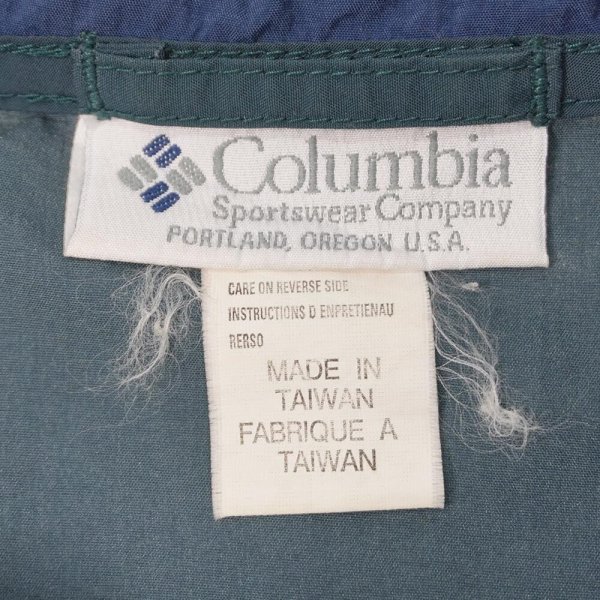 Columbia
Sportswear Company
PORTLAND, OREGON U.S.A.
CARE ON REVERSE SIDE
INSTRUCTIONS D ENPRETIENAU
RERSO
MADE IN
TAIWAN
FABRIQUE A
TAIWAN